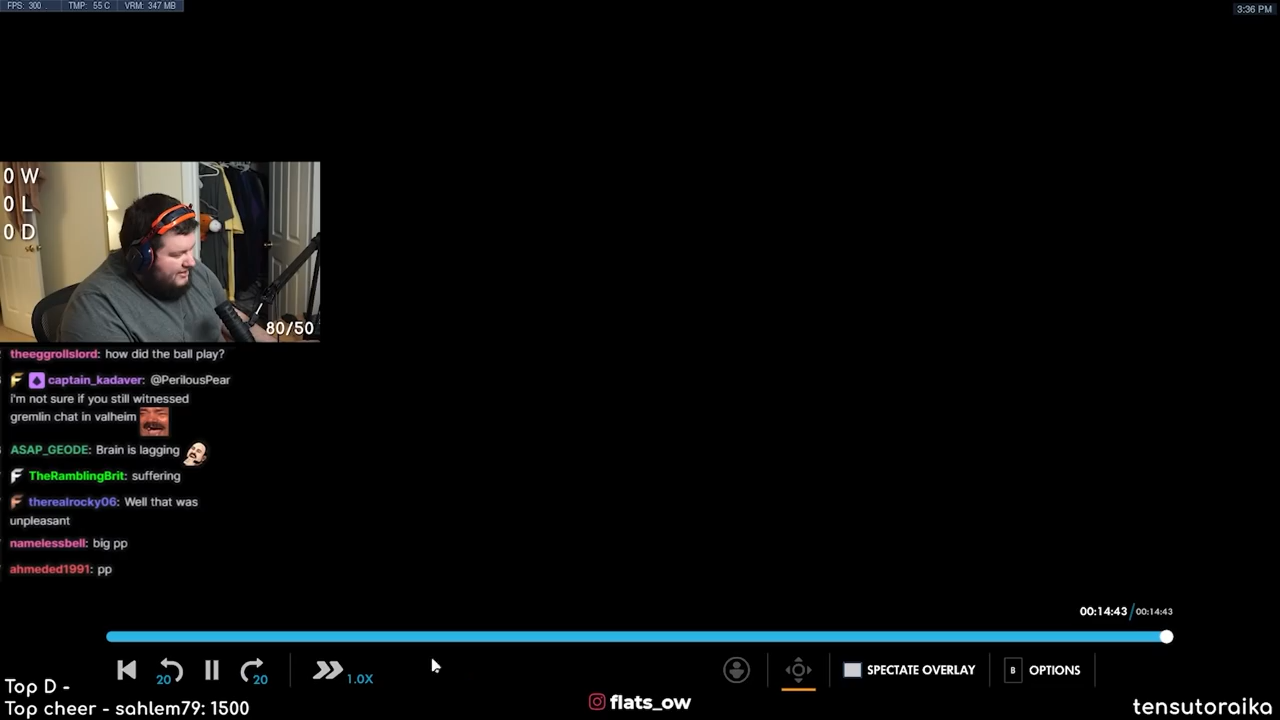 FPS: 300 TMP: 55 C VRM: 347 MB
3:36 PM
0 W
0 L
0 D
80/50
theeggrollslord: how did the ball play?
captain_kadaver: @PerilousPear
i'm not sure if you still witnessed
gremlin chat in valheim
ASAP_GEODE: Brain is lagging
TheRamblingBrit: suffering
therealrocky06: Well that was
unpleasant
namelessbell: big pp
ahmeded1991: pp
00:14:43/00:14:43
20 20 1.0X SPECTATE OVERLAY B OPTIONS
Top D -
Top cheer - sahlem79: 1500
flats_ow
tensutoraika